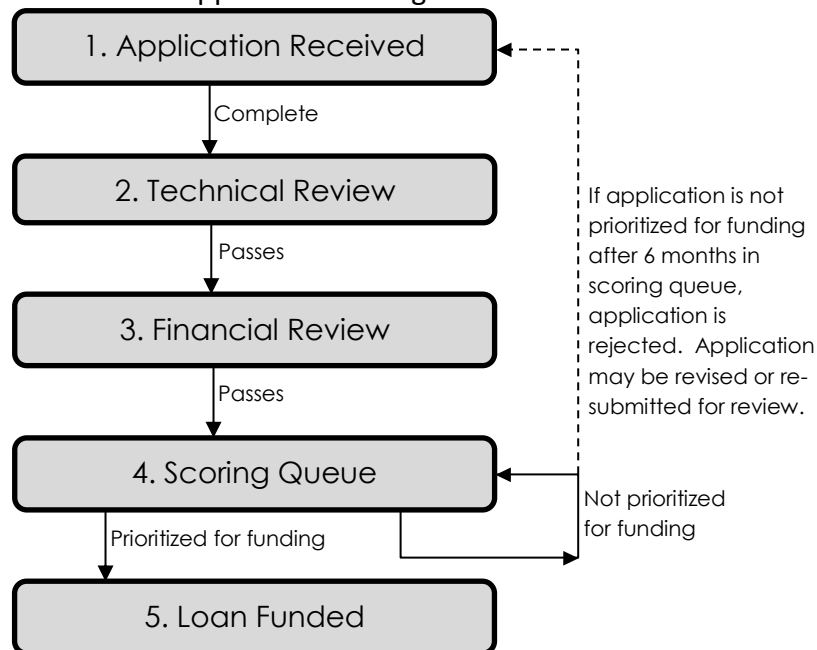 1. Application Received
Complete
2. Technical Review
Passes
3. Financial Review
Passes
4. Scoring Queue
Prioritized for funding
5. Loan Funded
If application is not
prioritized for funding
after 6 months in
scoring queue,
application is
rejected. Application
may be revised or re-
submitted for review.
Not prioritized
for funding